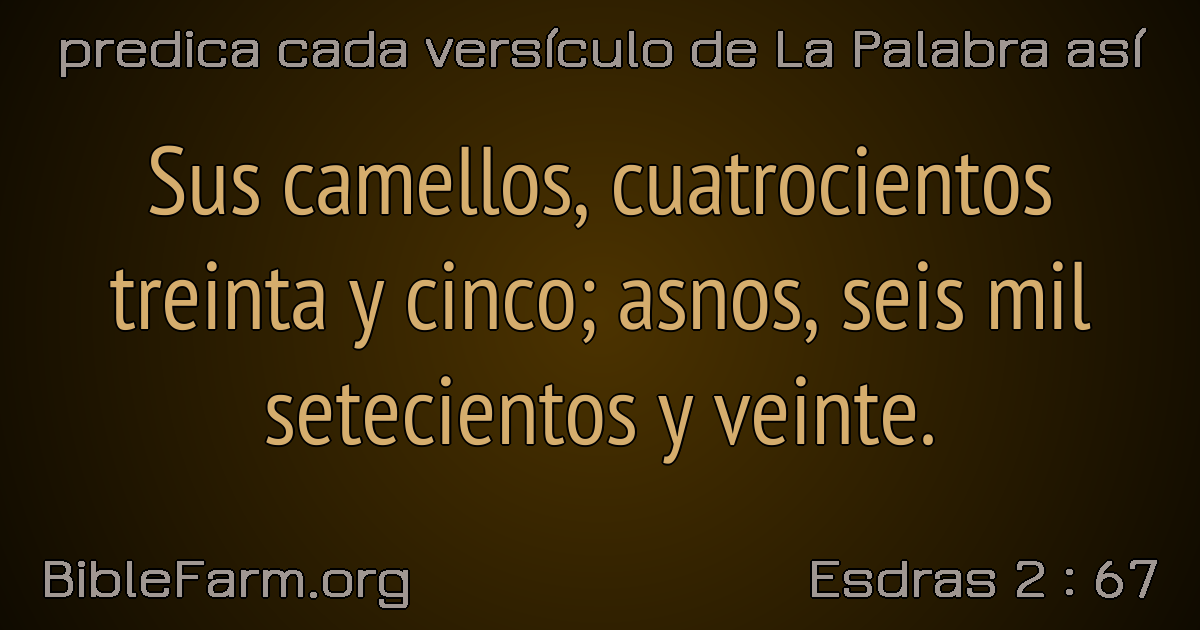 predica cada versículo de La Palabra así
Sus camellos, cuatrocientos
treinta y cinco; asnos, seis mil
setecientos y veinte.
BibleFarm.org
Esdras 2 : 67